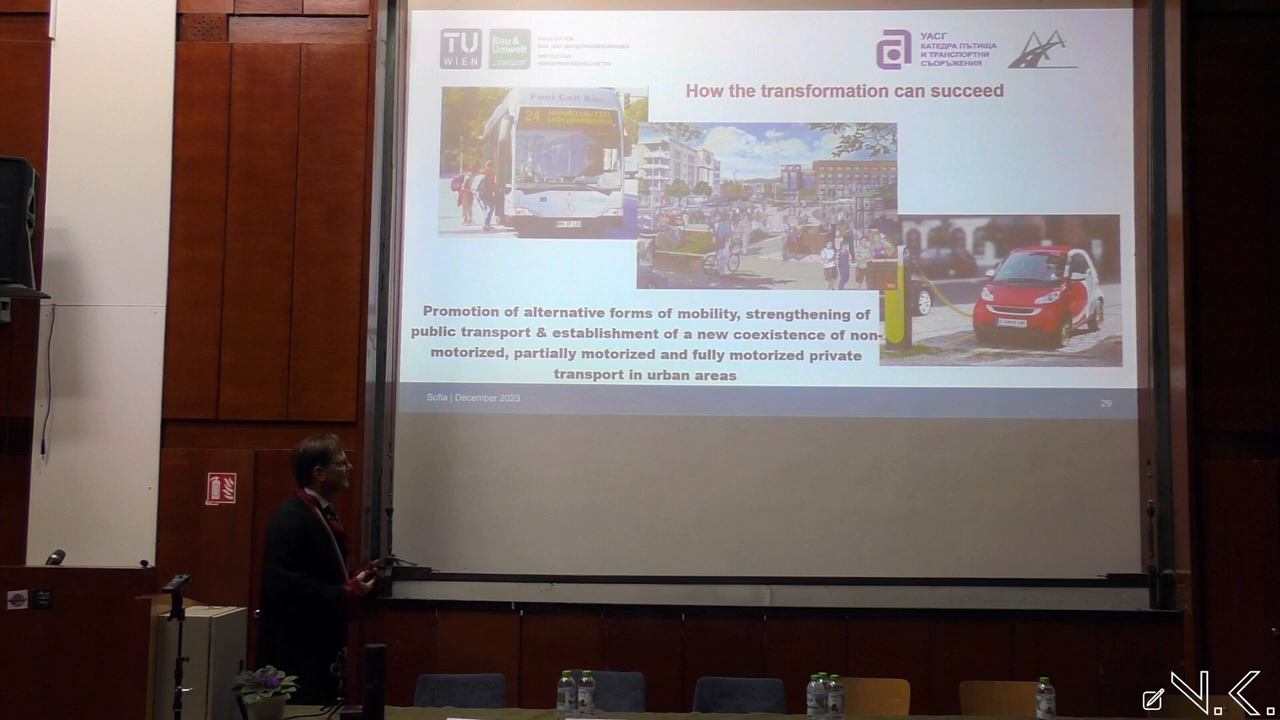 TU
WIEN
Bau &
Umwelt
...transport
УАСГ
КАТЕДРА ПЪТИЩА
И ТРАНСПОРТНИ
СЪОРЪЖЕНИЯ
How the transformation can succeed
Fuel Cell Bus
24
Promotion of alternative forms of mobility, strengthening of
public transport & establishment of a new coexistence of non-
motorized, partially motorized and fully motorized private
transport in urban areas
Sofia | December 2023
29
N.K.